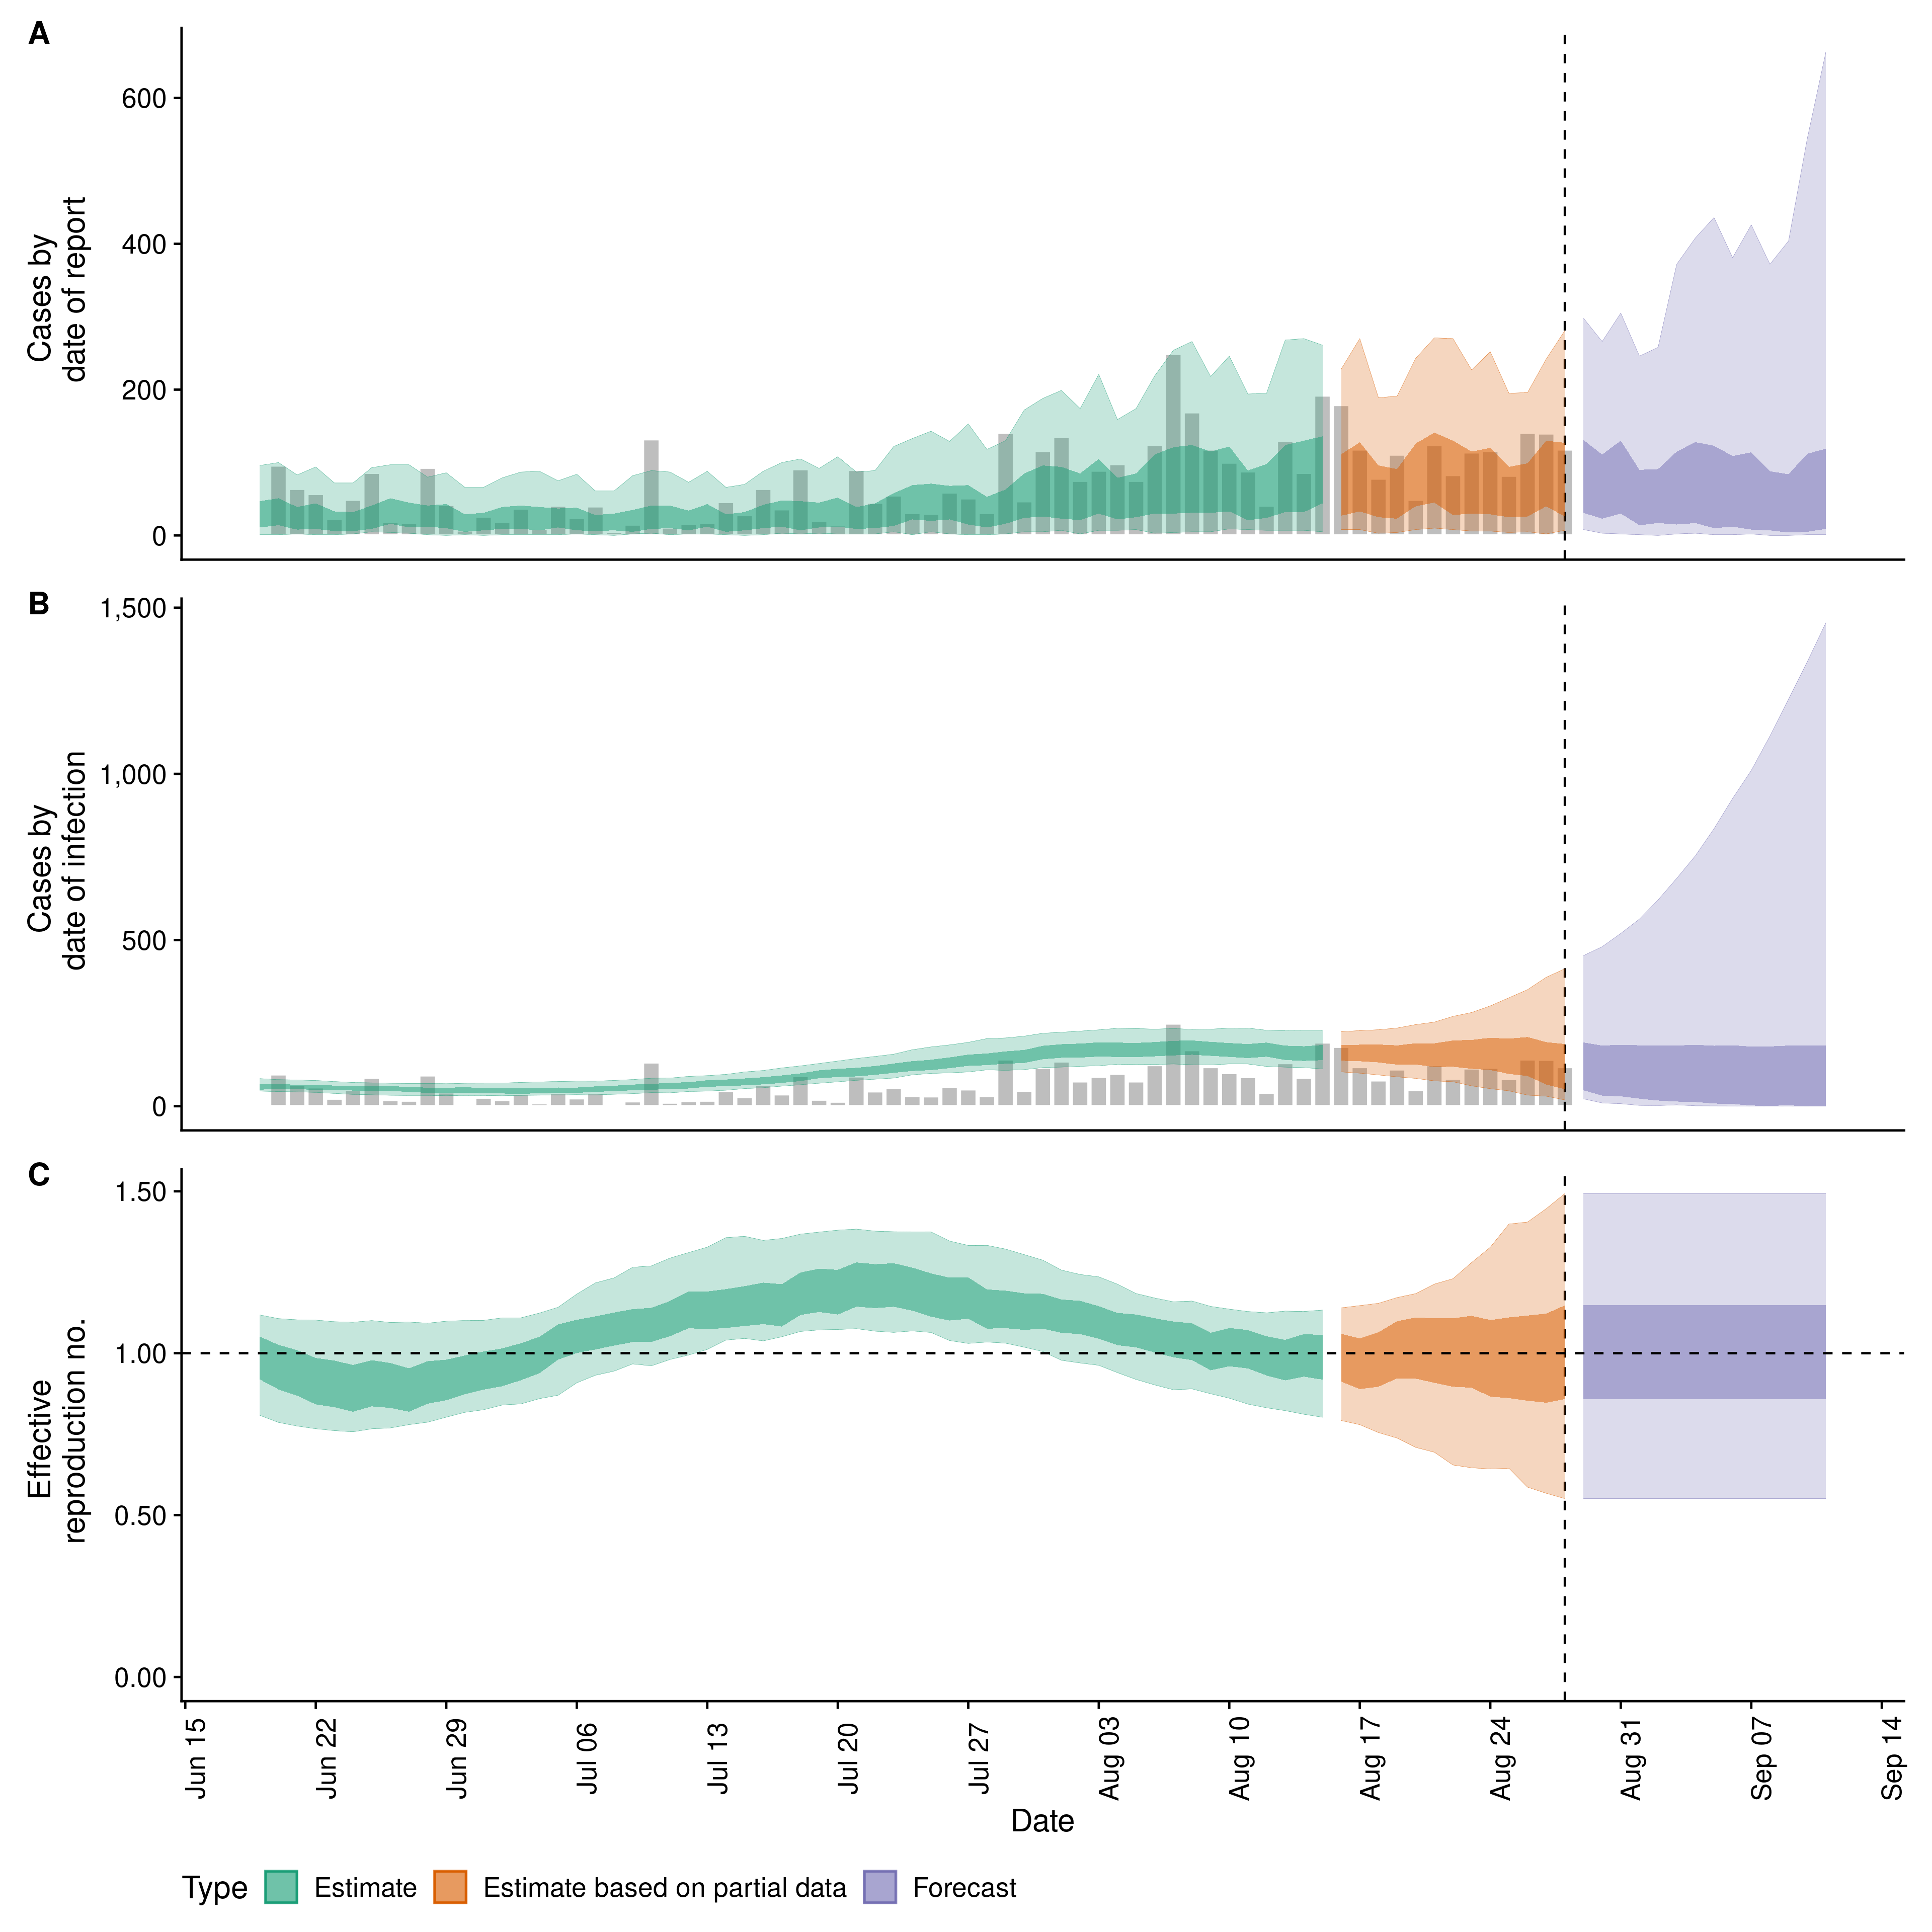 A
Cases by
date of report
600
400
200
0
B
Cases by
date of infection
1,500
1,000
500
0
C
Effective
reproduction no.
1.50
1.00
0.50
0.00
Jun 15
Jun 22
Jun 29
Jul 06
Jul 13
Jul 20
Jul 27
Aug 03
Aug 10
Aug 17
Aug 24
Aug 31
Sep 07
Sep 14
Date
Type Estimate Estimate based on partial data Forecast